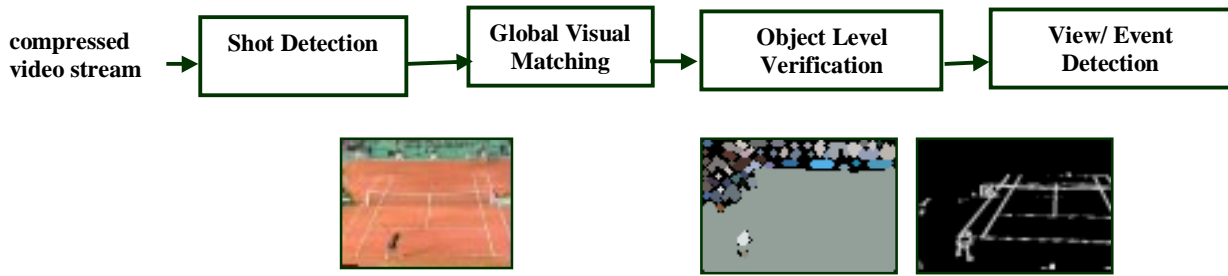 compressed
video stream
Shot Detection
Global Visual
Matching
Object Level
Verification
View/ Event
Detection